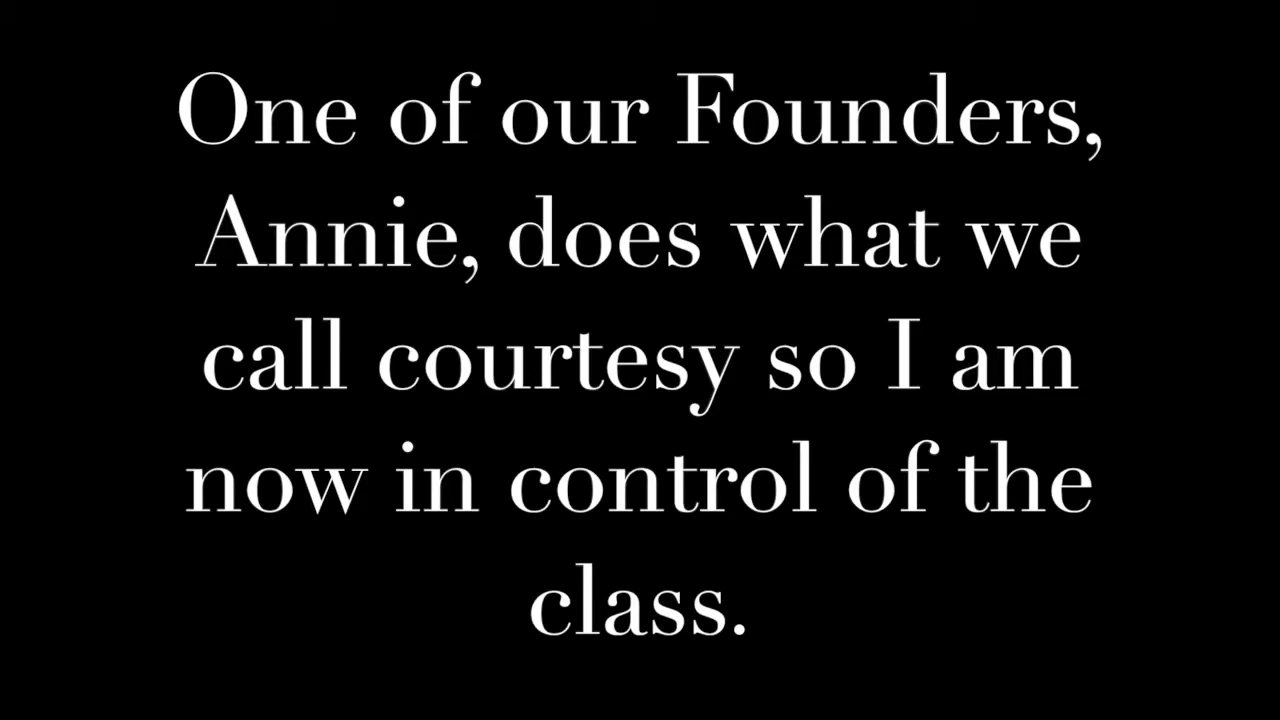 One of our Founders,
Annie, does what we
call courtesy so I am
now in control of the
class.